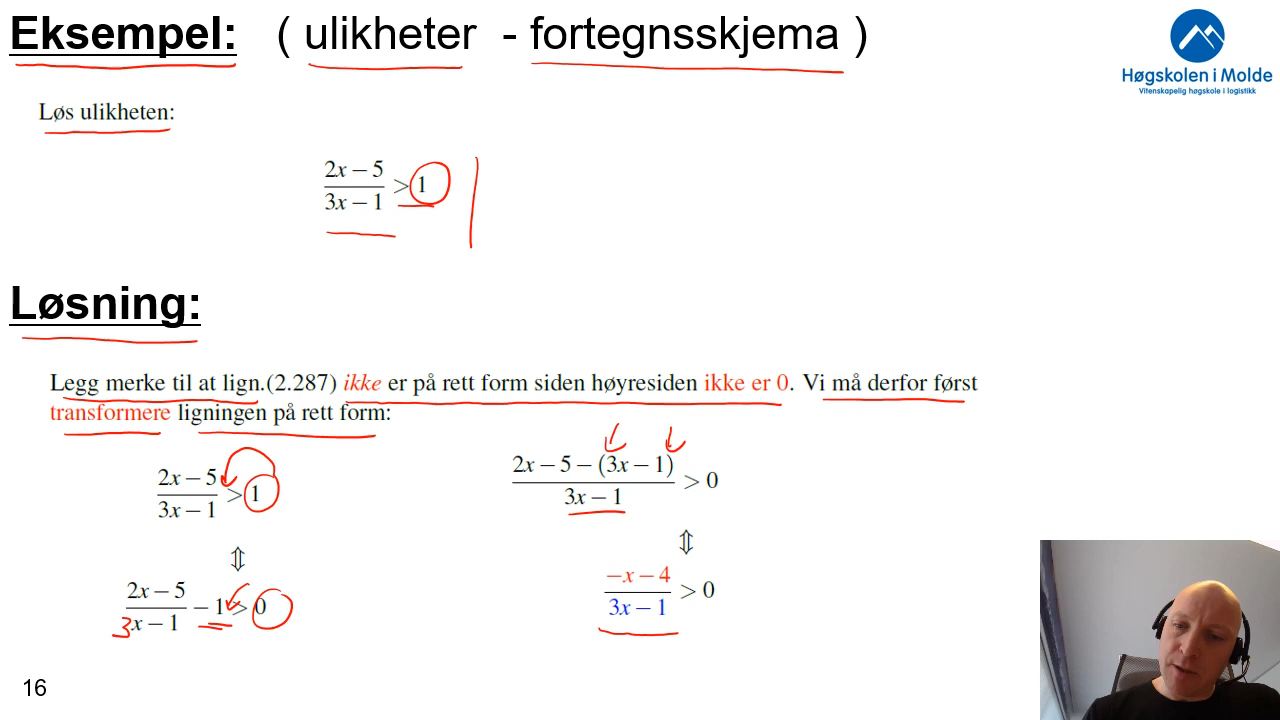 Eksempel: ( ulikheter - fortegnsskjema )
Høgskolen i Molde
Vitenskapelig høgskole i logistikk
Løs ulikheten:
2x − 5
3x − 1
> 1
Løsning:
Legg merke til at lign.(2.287) ikke er på rett form siden høyresiden ikke er 0. Vi må derfor først
transformere ligningen på rett form:
2x − 5
3x − 1
> 1
⇕
2x − 5
3x − 1
− 1 > 0
2x − 5 − (3x − 1)
3x − 1
> 0
⇕
−x − 4
3x − 1
> 0
16